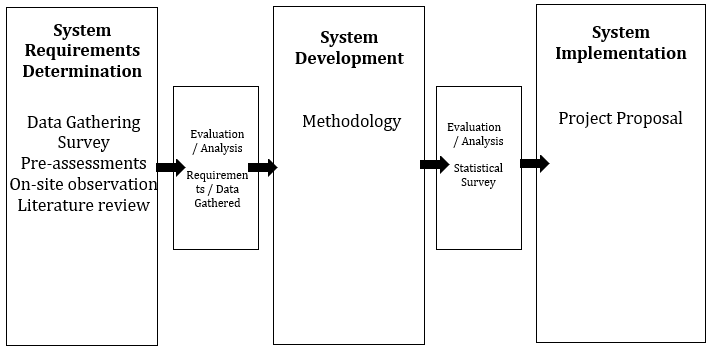 System
Requirements
Determination
Data Gathering
Survey
Pre-assessments
On-site observation
Literature review
Evaluation
/ Analysis
Requiremen
ts / Data
Gathered
System
Development
Methodology
Evaluation
/ Analysis
Statistical
Survey
System
Implementation
Project Proposal